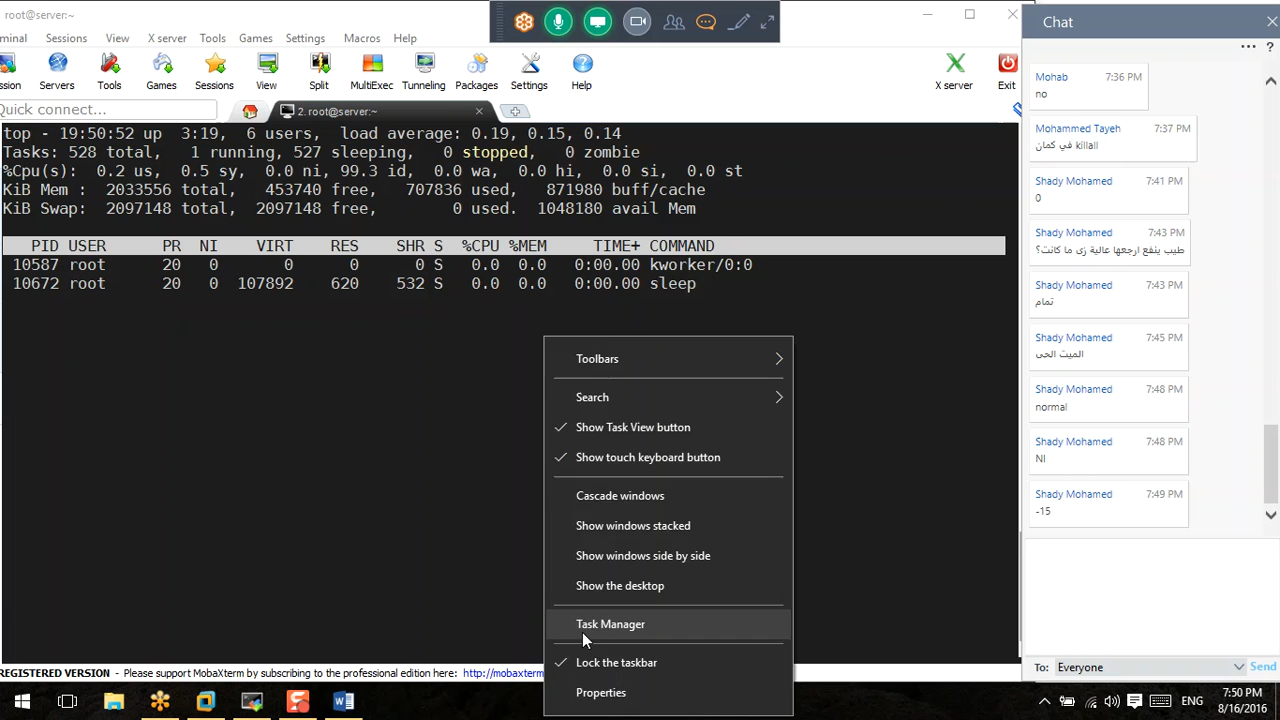 root@server:~
Chat
minal Sessions View X server Tools Games Settings Macros Help
ssion Servers Tools Games Sessions View Split MultiExec Tunneling Packages Settings Help X server Exit
Quick connect...
2. root@server:~
top - 19:50:52 up 3:19, 6 users, load average: 0.19, 0.15, 0.14
Tasks: 528 total, 1 running, 527 sleeping, 0 stopped, 0 zombie
%Cpu(s): 0.2 us, 0.5 sy, 0.0 ni, 99.3 id, 0.0 wa, 0.0 hi, 0.0 si, 0.0 st
KiB Mem : 2033556 total, 453740 free, 707836 used, 871980 buff/cache
KiB Swap: 2097148 total, 2097148 free, 0 used. 1048180 avail Mem
PID USER PR NI VIRT RES SHR S %CPU %MEM TIME+ COMMAND
10587 root 20 0 0 0 0 S 0.0 0.0 0:00.00 kworker/0:0
10672 root 20 0 107892 620 532 S 0.0 0.0 0:00.00 sleep
Toolbars
Search
Show Task View button
Show touch keyboard button
Cascade windows
Show windows stacked
Show windows side by side
Show the desktop
Task Manager
Lock the taskbar
Properties
Mohab 7:36 PM
no
Mohammed Tayeh 7:37 PM
في كمان killall
Shady Mohamed 7:41 PM
0
Shady Mohamed 7:43 PM
طيب ينفع ارجعها عالية زى ما كانت؟
Shady Mohamed 7:43 PM
تمام
Shady Mohamed 7:45 PM
الميت الحى
Shady Mohamed 7:48 PM
normal
Shady Mohamed 7:48 PM
NI
Shady Mohamed 7:49 PM
-15
To: Everyone Send
REGISTERED VERSION - Please support MobaXterm by subscribing to the professional edition here: http://mobaxterm
ENG
7:50 PM
8/16/2016